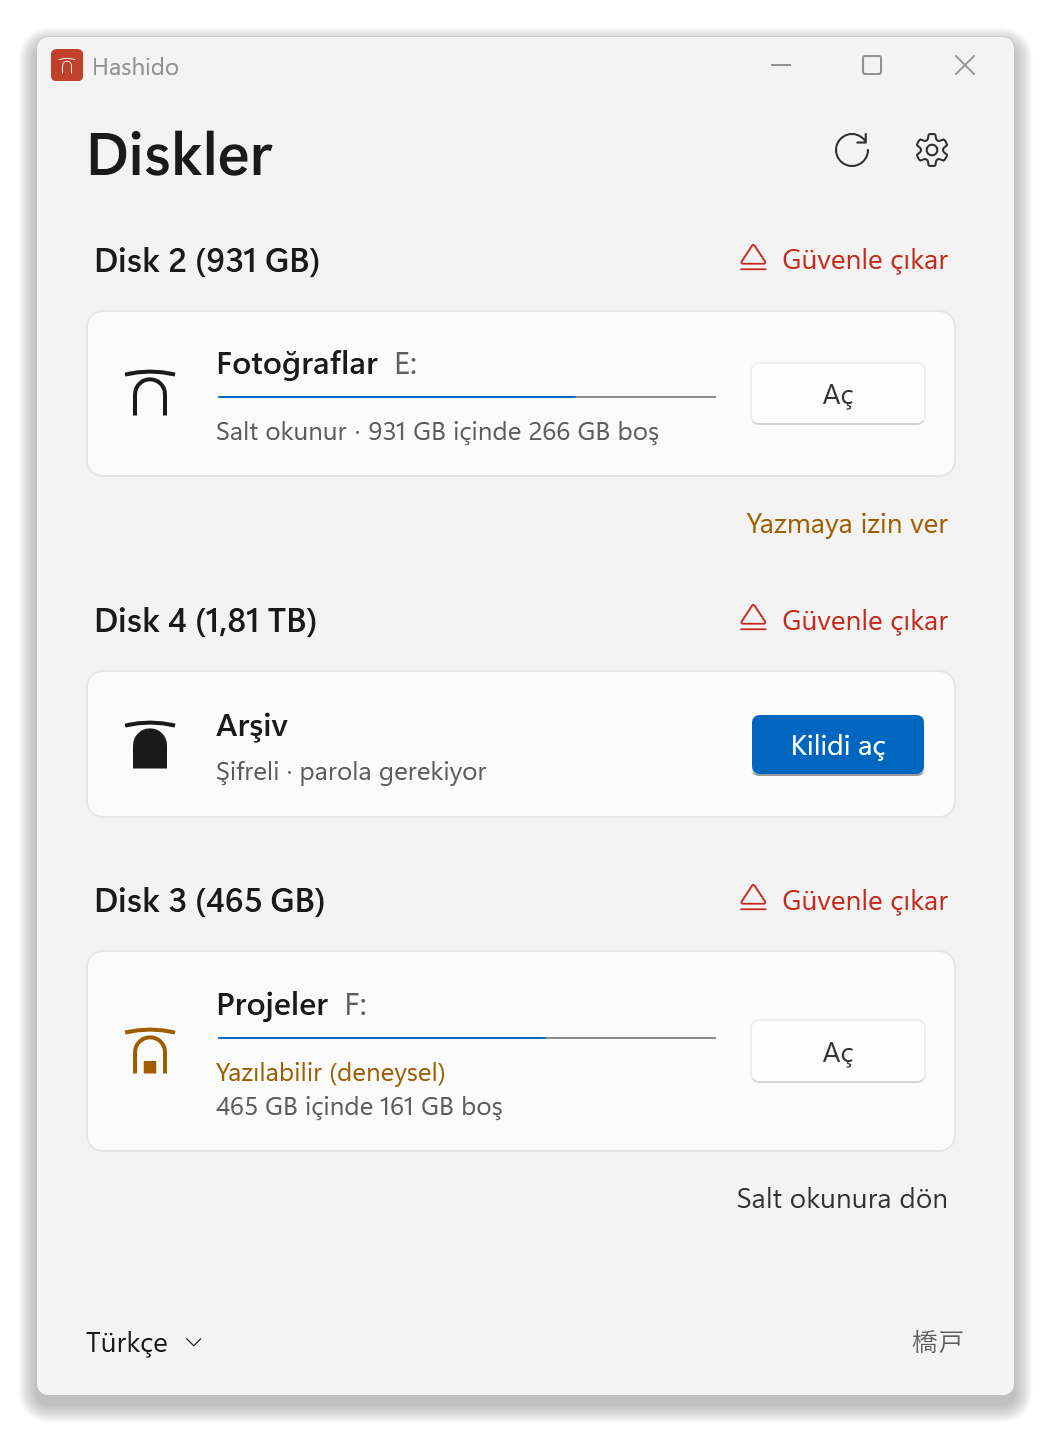 Hashido
Diskler
Disk 2 (931 GB)
Güvenle çıkar
Fotoğraflar E:
Salt okunur · 931 GB içinde 266 GB boş
Aç
Yazmaya izin ver
Disk 4 (1,81 TB)
Güvenle çıkar
Arşiv
Şifreli · parola gerekiyor
Kilidi aç
Disk 3 (465 GB)
Güvenle çıkar
Projeler F:
Yazılabilir (deneysel)
465 GB içinde 161 GB boş
Aç
Salt okunura dön
Türkçe
橋戸